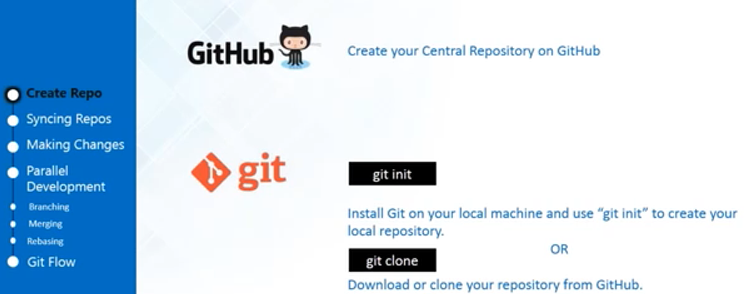 Create Repo
Syncing Repos
Making Changes
Parallel
Development
Branching
Merging
Rebasing
Git Flow
GitHub
Create your Central Repository on GitHub
git
git init
Install Git on your local machine and use “git init” to create your
local repository.
OR
git clone
Download or clone your repository from GitHub.